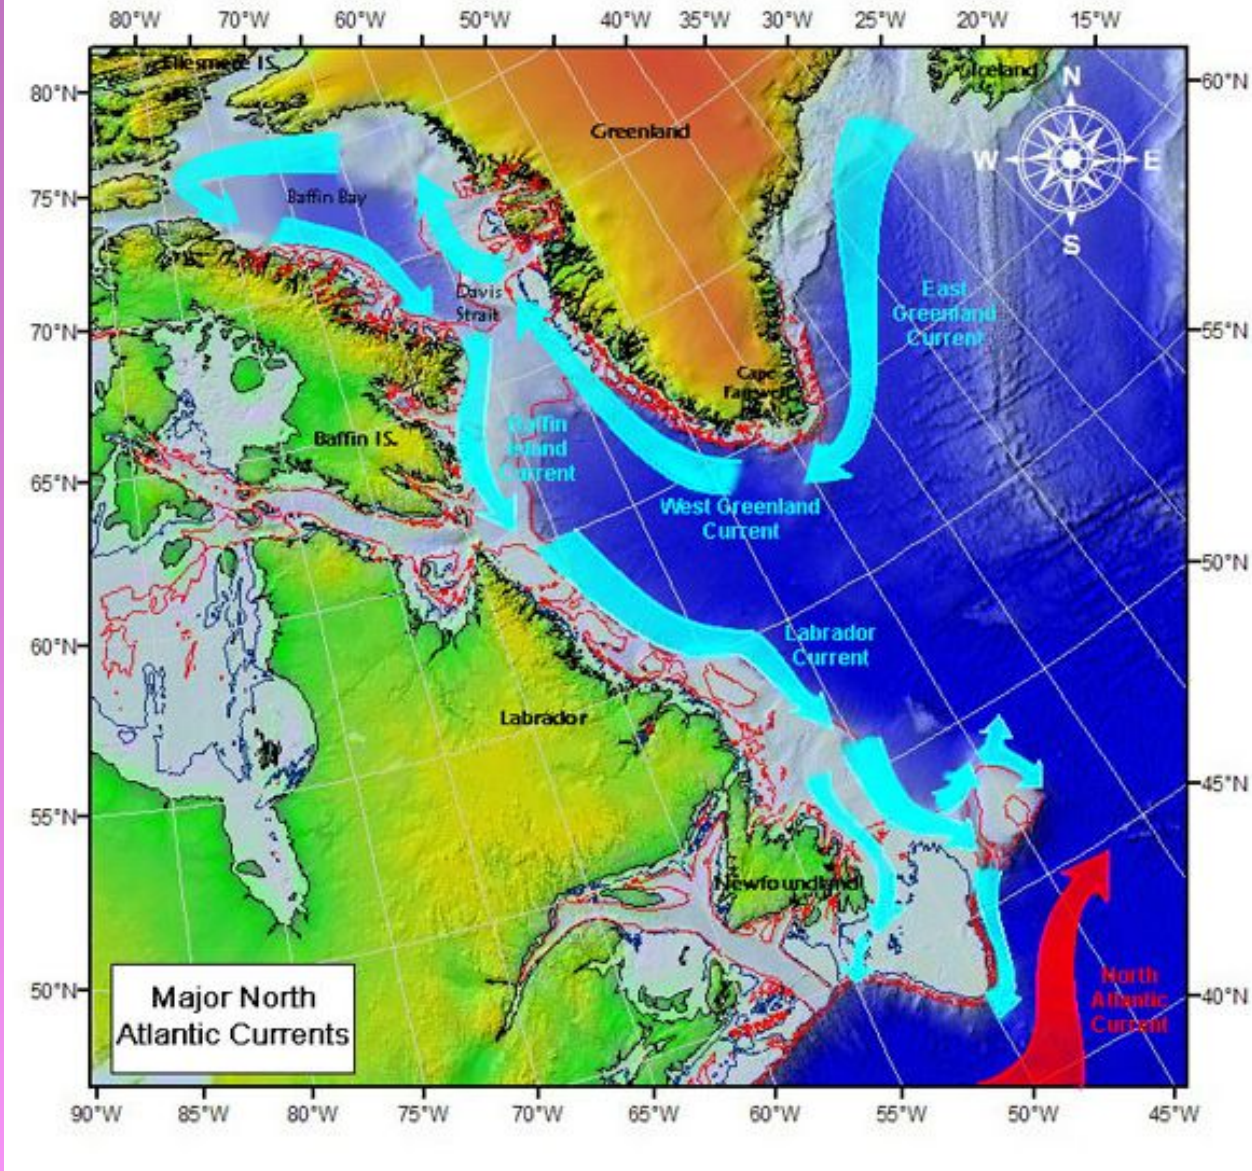 80°W 70°W 60°W 50°W 40°W 35°W 30°W 25°W 20°W 15°W
Ellesmere IS.
Iceland
N
80°N
60°N
Greenland
W E
75°N
Baffin Bay
S
Davis
Strait
East
Greenland
Current
70°N
55°N
Cape
Farewell
Baffin
Island
Current
Baffin IS.
65°N
West Greenland
Current
50°N
Labrador
Current
60°N
Labrador
45°N
55°N
Newfoundland
North
Atlantic
Current
50°N
40°N
Major North
Atlantic Currents
90°W 85°W 80°W 75°W 70°W 65°W 60°W 55°W 50°W 45°W